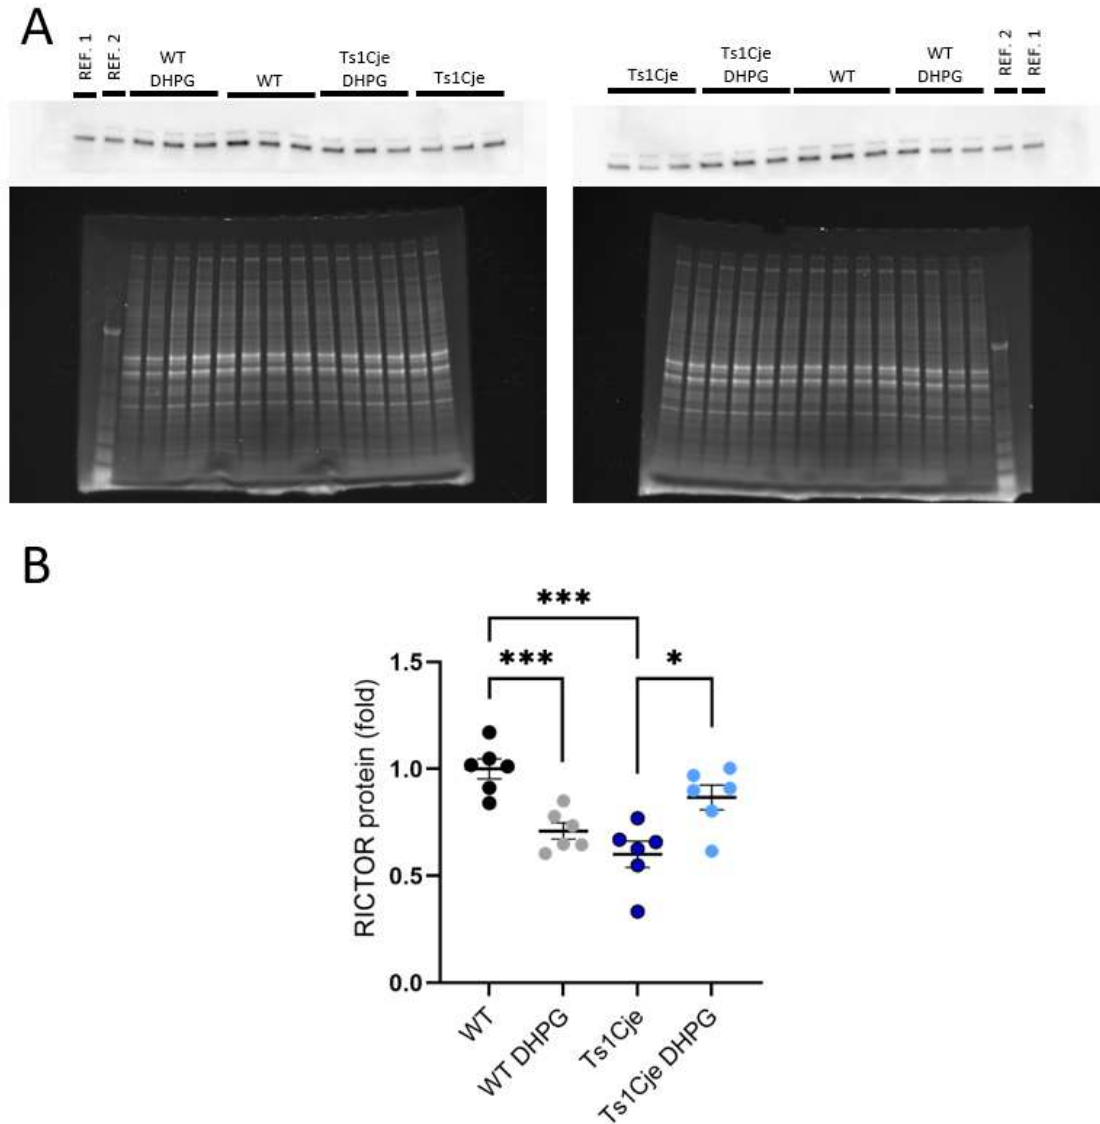 A
REF. 1
REF. 2
WT
DHPG
WT
Ts1Cje
DHPG
Ts1Cje
Ts1Cje
Ts1Cje
DHPG
WT
WT
DHPG
REF. 2
REF. 1
B
***
***
*
RICTOR protein (fold)
1.5
1.0
0.5
0.0
WT
WT DHPG
Ts1Cje
Ts1Cje DHPG